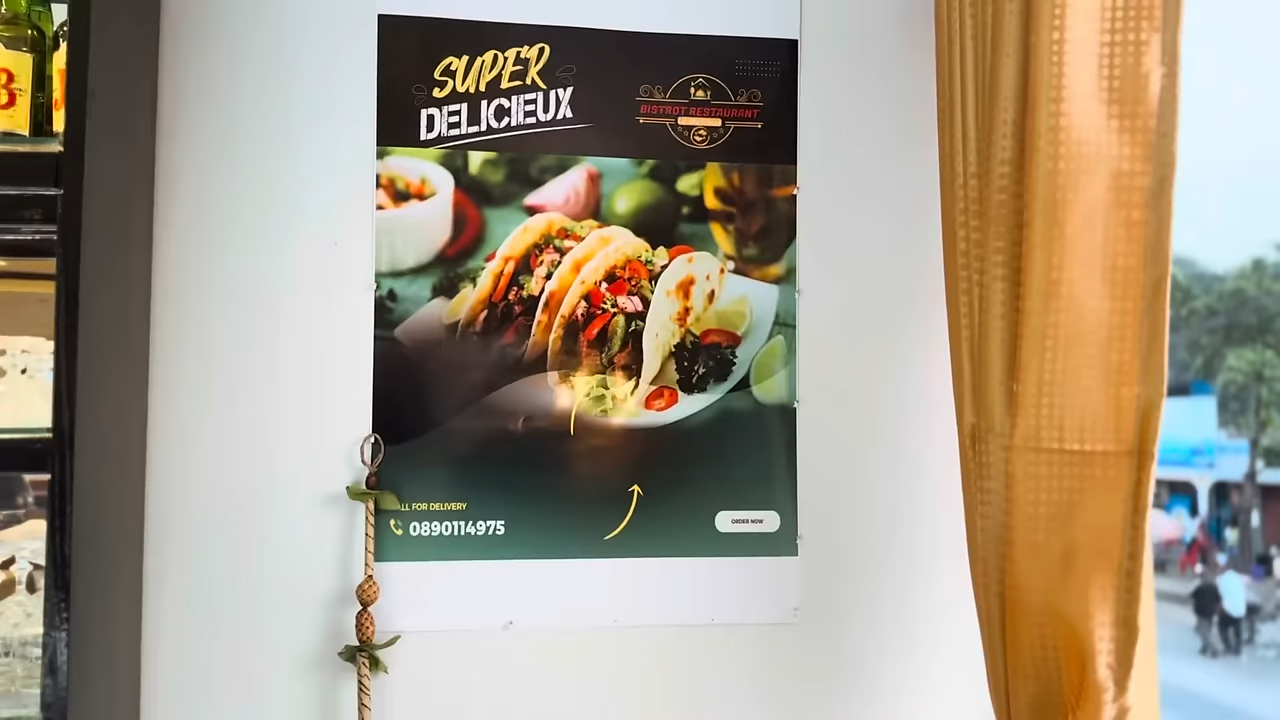 SUPER
DELICIEUX
BISTROT RESTAURANT
ALL FOR DELIVERY
0890114975
ORDER NOW
B